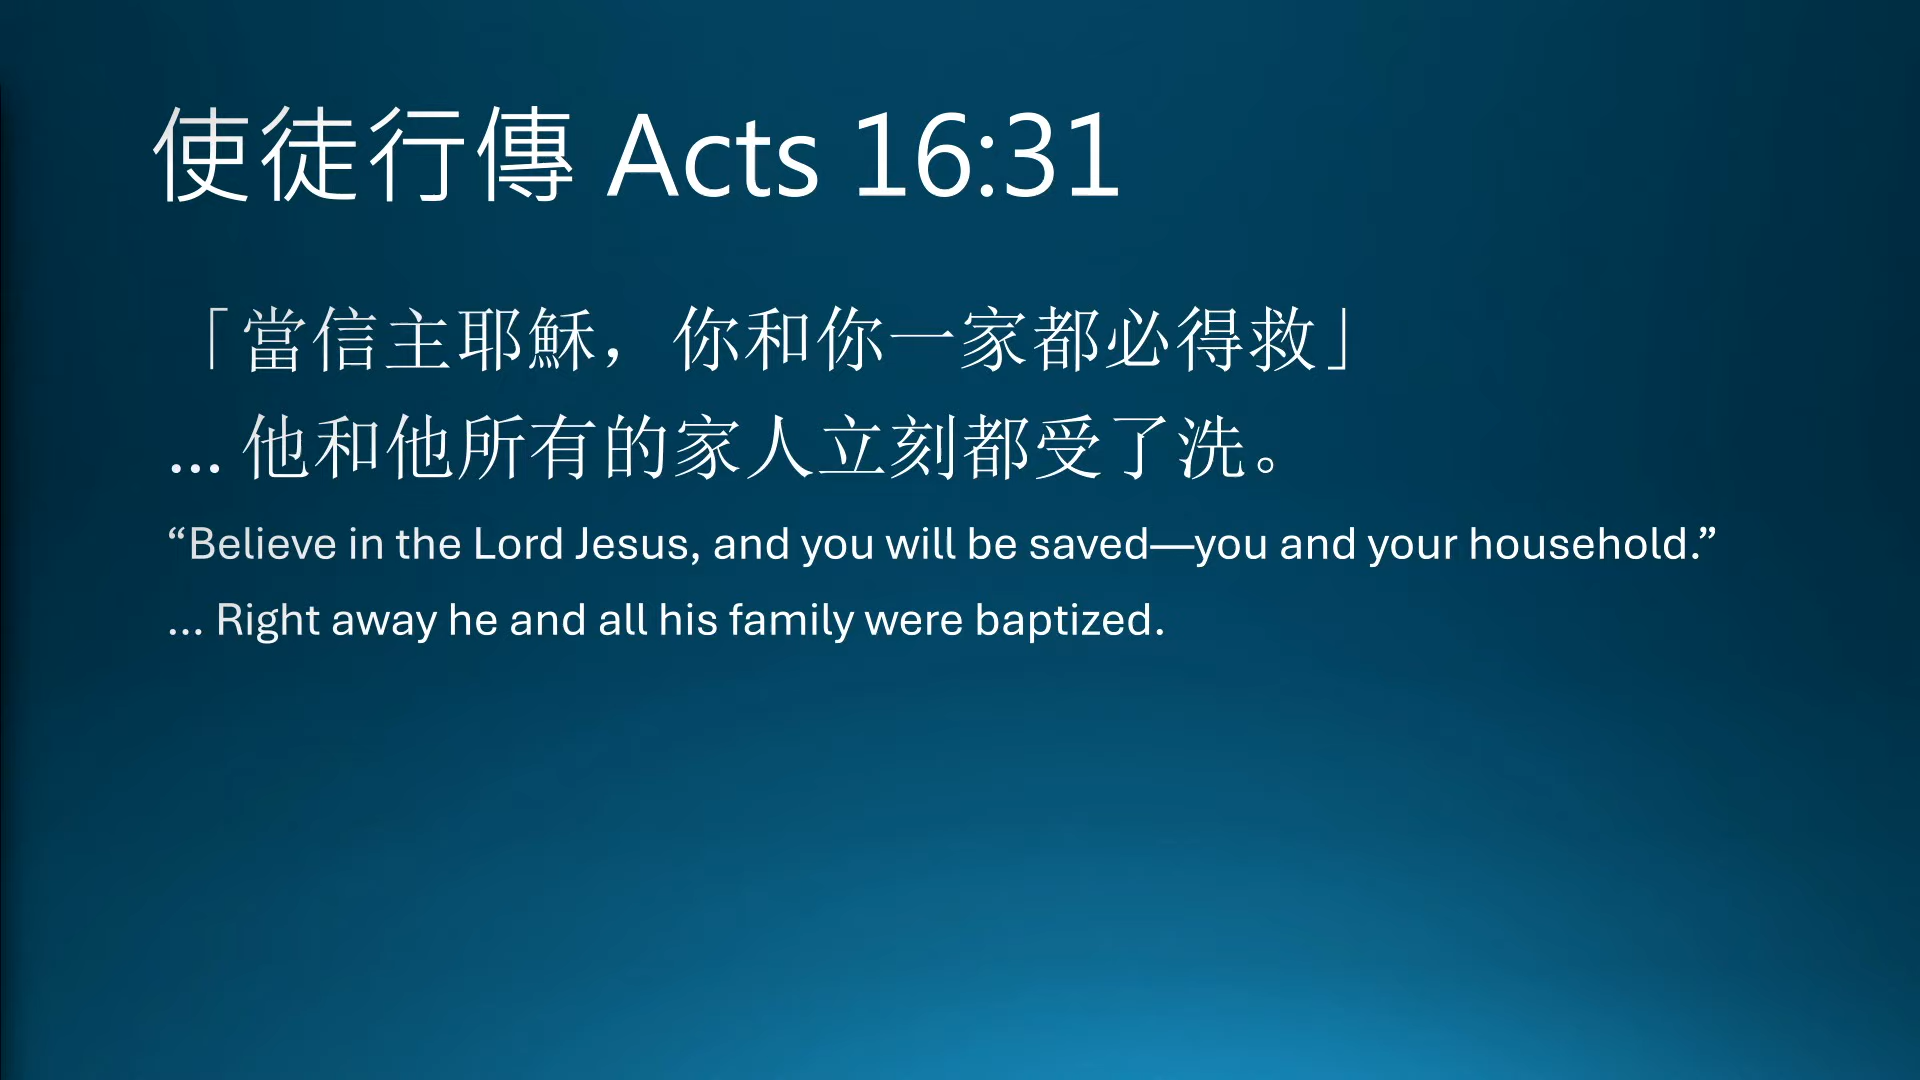 使徒行傳 Acts 16:31
「當信主耶穌，你和你一家都必得救」
… 他和他所有的家人立刻都受了洗。
“Believe in the Lord Jesus, and you will be saved—you and your household.”
… Right away he and all his family were baptized.